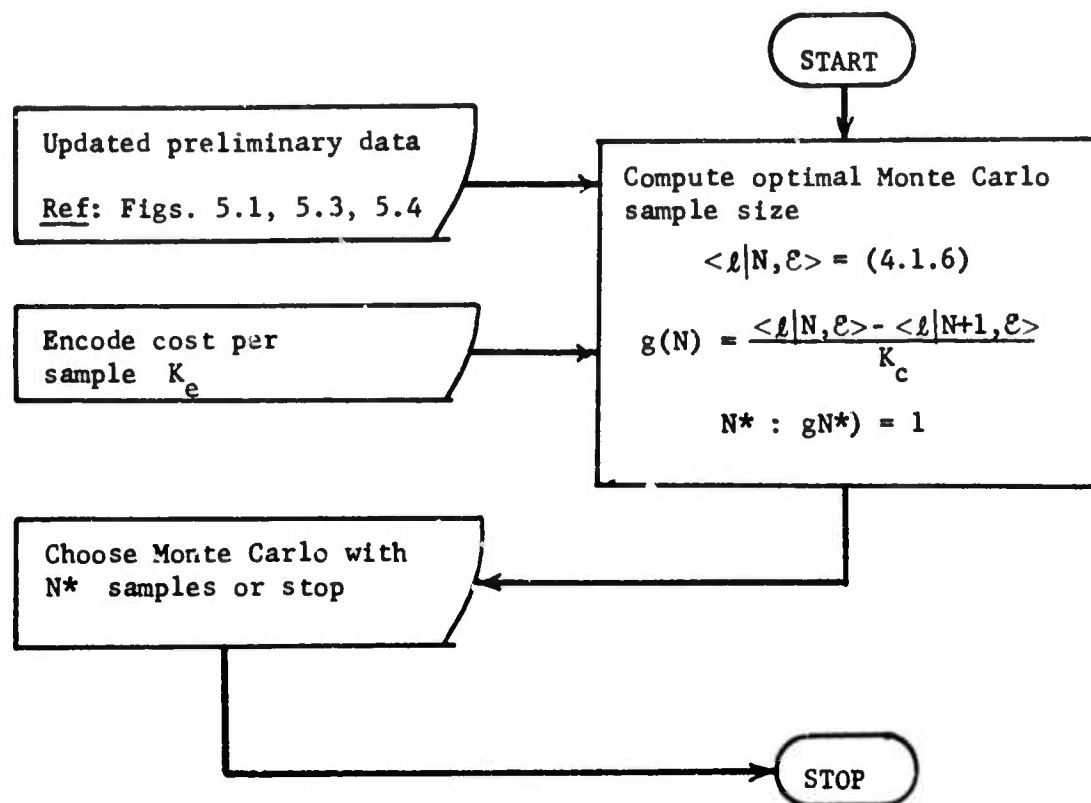 START
Updated preliminary data
Ref: Figs. 5.1, 5.3, 5.4
Encode cost per
sample K_e
Compute optimal Monte Carlo
sample size
<ℓ|N,ℰ> = (4.1.6)
g(N) = <ℓ|N,ℰ> - <ℓ|N+1,ℰ>
K_c
N* : gN*) = 1
Choose Monte Carlo with
N* samples or stop
STOP